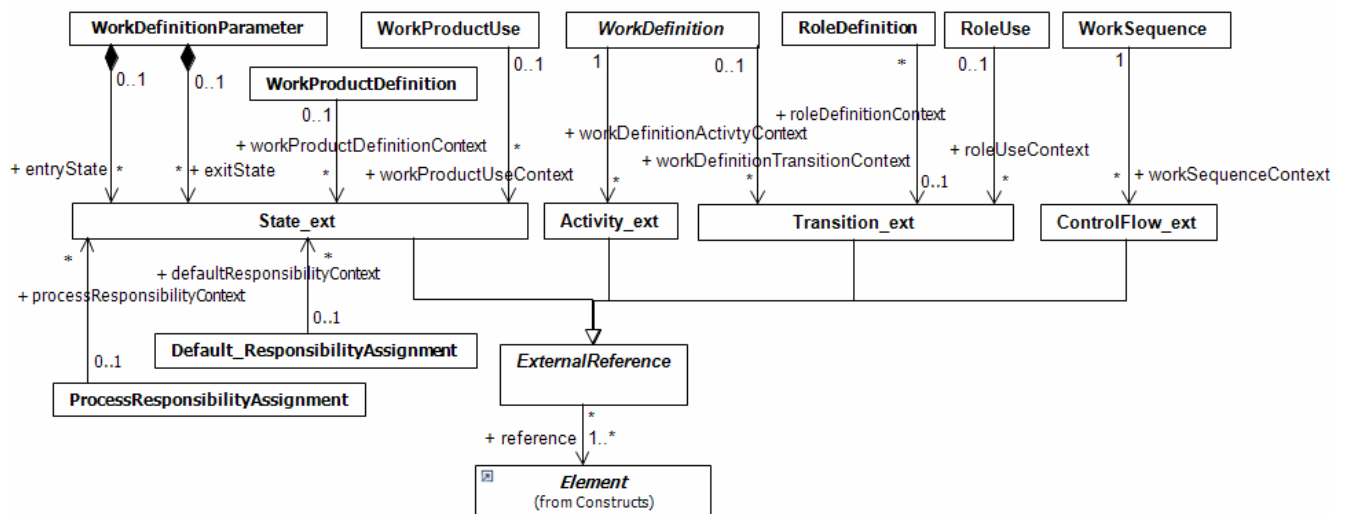 WorkDefinitionParameter
WorkProductUse
WorkDefinition
RoleDefinition
RoleUse
WorkSequence
0..1
0..1
WorkProductDefinition
0..1
1
0..1
*
0..1
1
0..1
+ roleDefinitionContext
+ workDefinitionActivtyContext
+ workProductDefinitionContext
*
+ roleUseContext
+ entryState
*
*
+ exitState
*
+ workProductUseContext
+ workDefinitionTransitionContext
*
*
0..1
*
*
+ workSequenceContext
State_ext
Activity_ext
Transition_ext
ControlFlow_ext
*
*
+ defaultResponsibilityContext
+ processResponsibilityContext
0..1
Default_ResponsibilityAssignment
0..1
ProcessResponsibilityAssignment
ExternalReference
*
+ reference
1..*
Element
(from Constructs)